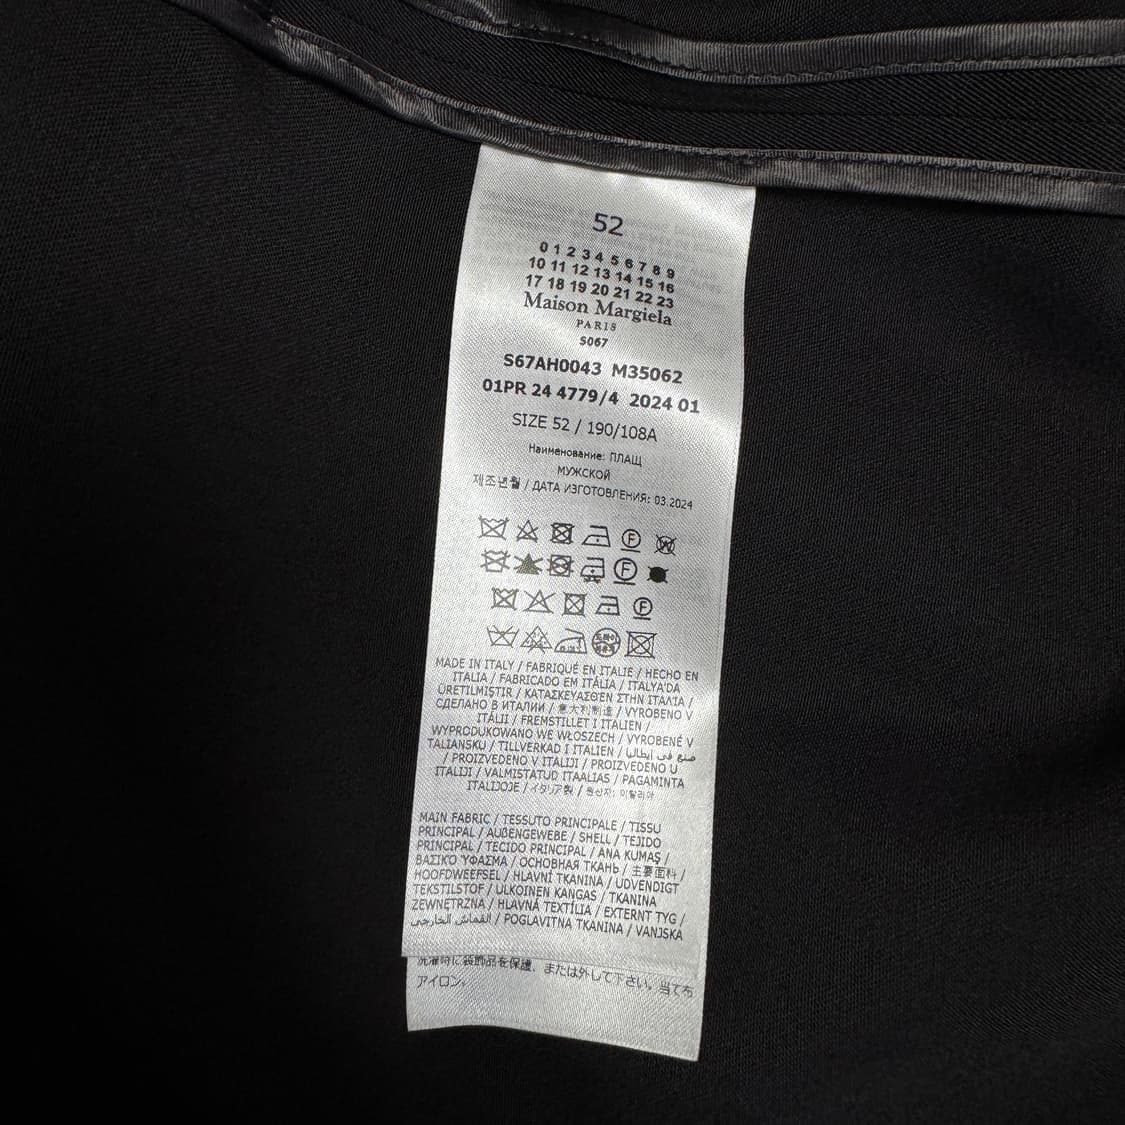 52
0 1 2 3 4 5 6 7 8 9
10 11 12 13 14 15 16
17 18 19 20 21 22 23
Maison Margiela
PARIS
S067
S67AH0043 M35062
01PR 24 4779/4 2024 01
SIZE 52 / 190/108A
Наименование: ПЛАЩ
МУЖСКОЙ
제조년월 / ДАТА ИЗГОТОВЛЕНИЯ: 03.2024
F W
F
F
MADE IN ITALY / FABRIQUÉ EN ITALIE / HECHO EN
ITALIA / FABRICADO EM ITÁLIA / ITALYA'DA
ÜRETILMIŞTIR / ΚΑΤΑΣΚΕΥΑΣΘΕΝ ΣΤΗΝ ΙΤΑΛΙΑ /
СДЕЛАНО В ИТАЛИИ / 意大利制造 / VYROBENO V
ITÁLII / FREMSTILLET I ITALIEN /
WYPRODUKOWANO WE WŁOSZECH / VYROBENÉ V
TALIANSKU / TILLVERKAD I ITALIEN / صنع في إيطاليا
/ PROIZVEDENO V ITALIJI / PROIZVEDENO U
ITALIJI / VALMISTATUD ITAALIAS / PAGAMINTA
ITALIJOJE / イタリア製 / 원산지: 이탈리아
MAIN FABRIC / TESSUTO PRINCIPALE / TISSU
PRINCIPAL / AUßENGEWEBE / SHELL / TEJIDO
PRINCIPAL / TECIDO PRINCIPAL / ANA KUMAŞ /
ΒΑΣΙΚΟ ΎΦΑΣΜΑ / ОСНОВНАЯ ТКАНЬ / 主要面料 /
HOOFDWEEFSEL / HLAVNÍ TKANINA / UDVENDIGT
TEKSTILSTOF / ULKOINEN KANGAS / TKANINA
ZEWNĘTRZNA / HLAVNÁ TEXTÍLIA / EXTERNT TYG /
القماش الخارجي / POGLAVITNA TKANINA / VANJSKA
洗濯時に装飾品を保護、または外して下さい。当て布
アイロン。